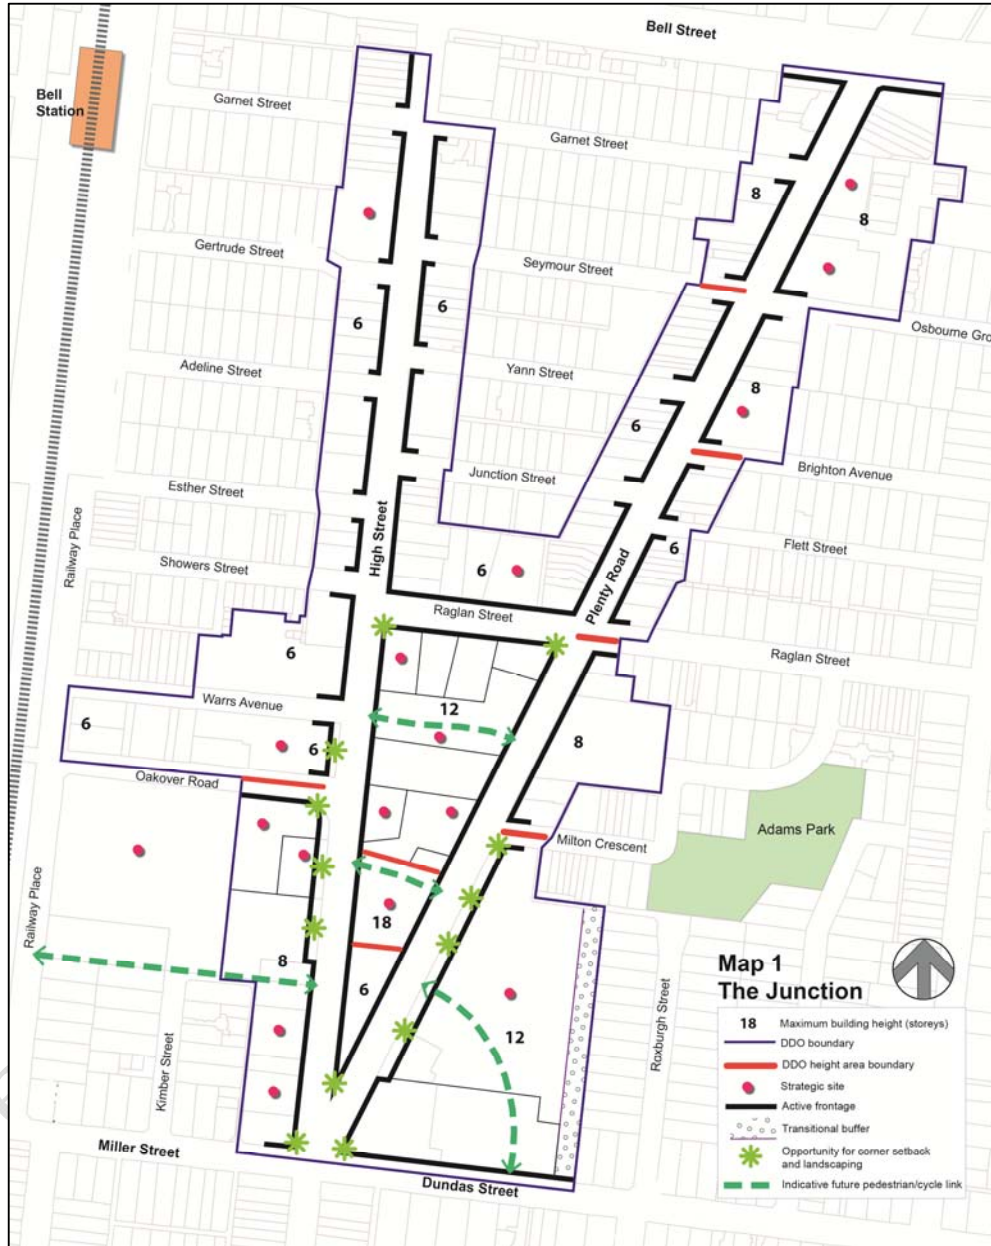 Bell Street
Bell
Station
Garnet Street
Garnet Street
8
8
Gertrude Street
Seymour Street
6
6
Osbourne Gro
Adeline Street
Yann Street
8
6
Junction Street
Brighton Avenue
Esther Street
High Street
Railway Place
Showers Street
6
Plenty Road
6
Flett Street
Raglan Street
Raglan Street
6
Warrs Avenue
12
6
6
8
Oakover Road
Milton Crescent
Adams Park
Railway Place
18
8
6
12
Kimber Street
Roxburgh Street
Miller Street
Dundas Street
Map 1
The Junction
18 Maximum building height (storeys)
DDO boundary
DDO height area boundary
Strategic site
Active frontage
Transitional buffer
Opportunity for corner setback
and landscaping
Indicative future pedestrian/cycle link